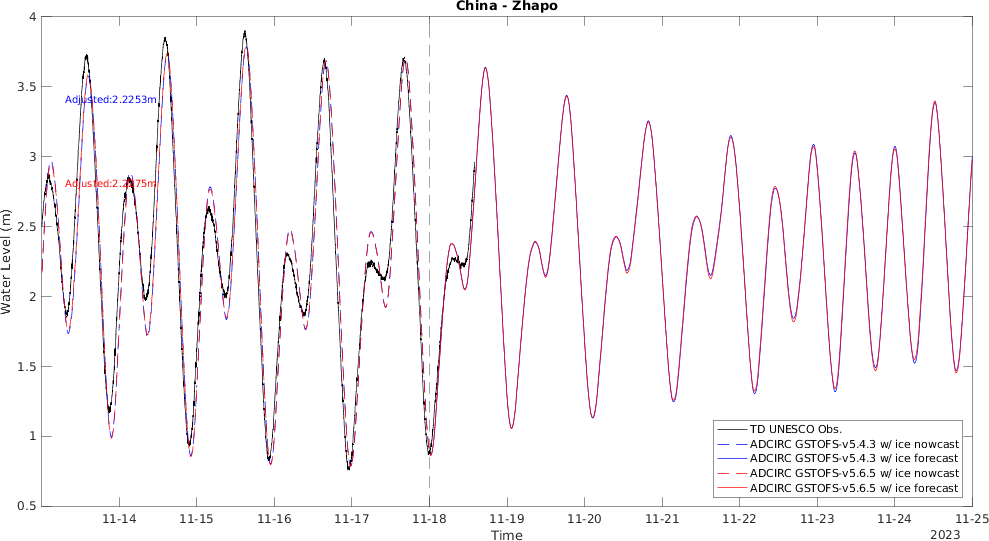 China - Zhapo
4
3.5
3
2.5
2
1.5
1
0.5
Water Level (m)
Adjusted:2.2253m
Adjusted:2.2275m
TD UNESCO Obs.
ADCIRC GSTOFS-v5.4.3 w/ ice nowcast
ADCIRC GSTOFS-v5.4.3 w/ ice forecast
ADCIRC GSTOFS-v5.6.5 w/ ice nowcast
ADCIRC GSTOFS-v5.6.5 w/ ice forecast
11-14 11-15 11-16 11-17 11-18 11-19 11-20 11-21 11-22 11-23 11-24 11-25
Time
2023